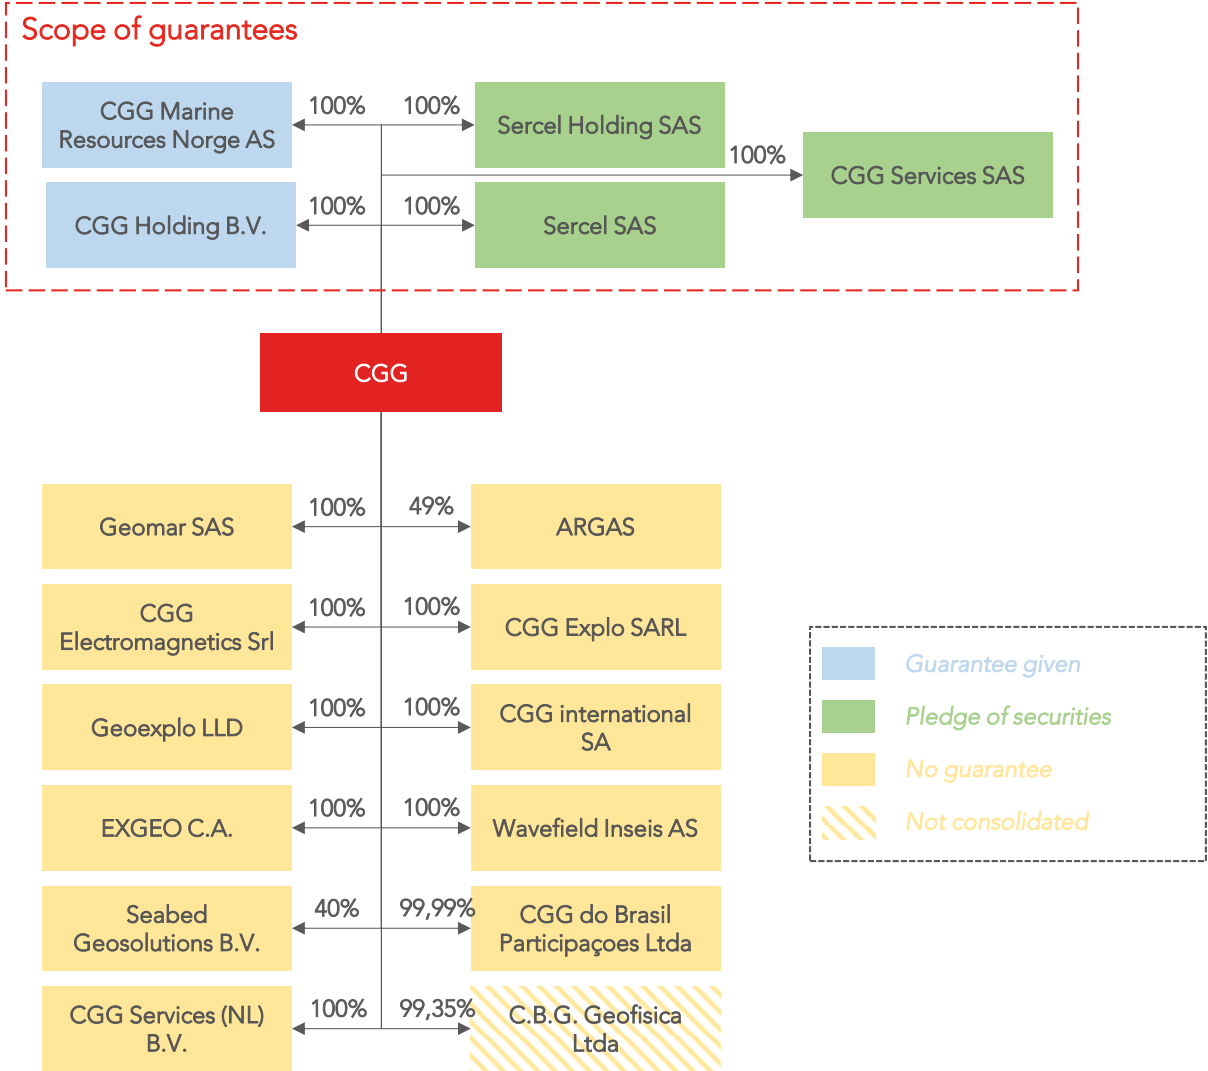 Scope of guarantees
CGG Marine
Resources Norge AS
100%
100%
Sercel Holding SAS
100%
CGG Services SAS
CGG Holding B.V.
100%
100%
Sercel SAS
CGG
Geomar SAS
100%
49%
ARGAS
CGG
Electromagnetics Srl
100%
100%
CGG Explo SARL
Geoexplo LLD
100%
100%
CGG international
SA
EXGEO C.A.
100%
100%
Wavefield Inseis AS
Seabed
Geosolutions B.V.
40%
99,99%
CGG do Brasil
Participaçoes Ltda
CGG Services (NL)
B.V.
100%
99,35%
C.B.G. Geofisica
Ltda
Guarantee given
Pledge of securities
No guarantee
Not consolidated